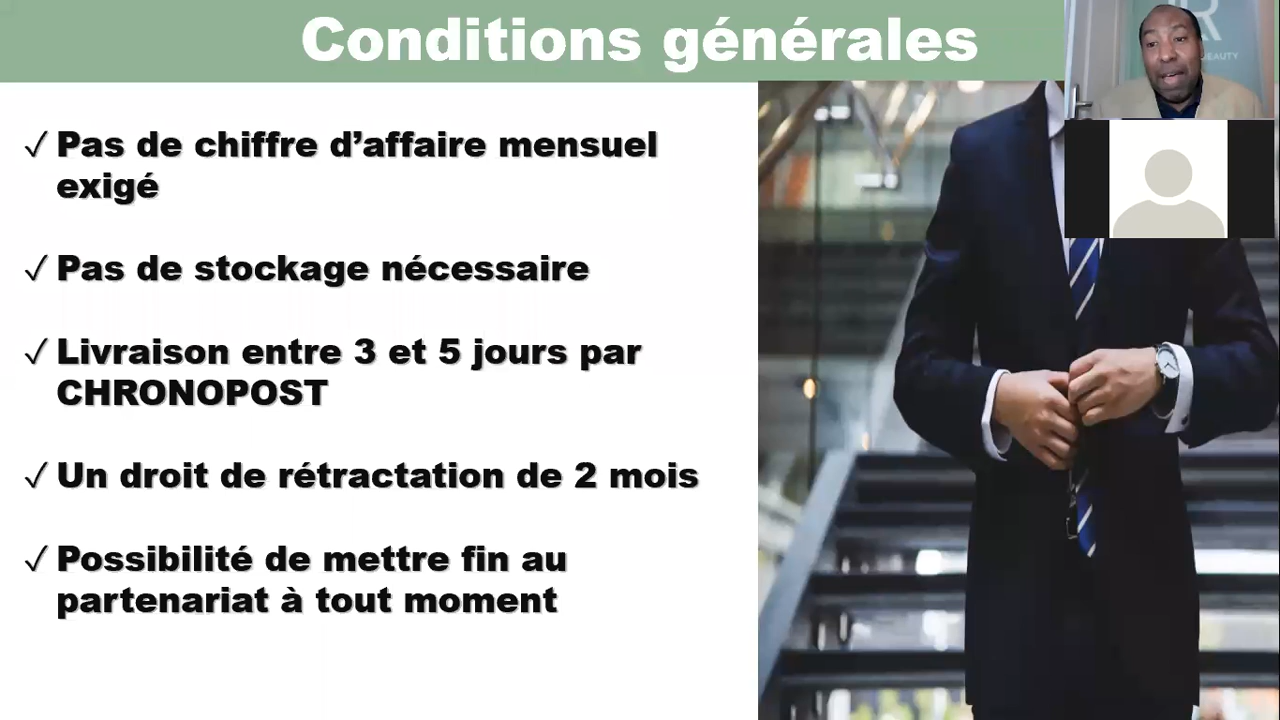 Conditions générales
✓ Pas de chiffre d’affaire mensuel
exigé
✓ Pas de stockage nécessaire
✓ Livraison entre 3 et 5 jours par
CHRONOPOST
✓ Un droit de rétractation de 2 mois
✓ Possibilité de mettre fin au
partenariat à tout moment
R
BEAUTY